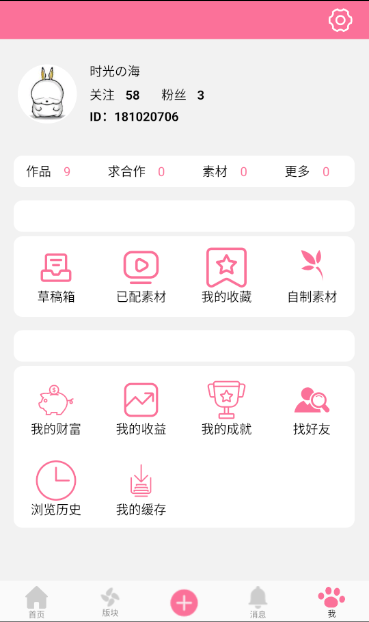 时光の海
关注 58 粉丝 3
ID: 181020706
作品 9 求合作 0 素材 0 更多 0
草稿箱 已配素材 我的收藏 自制素材
我的财富 我的收益 我的成就 找好友
浏览历史 我的缓存
首页 版块 消息 我